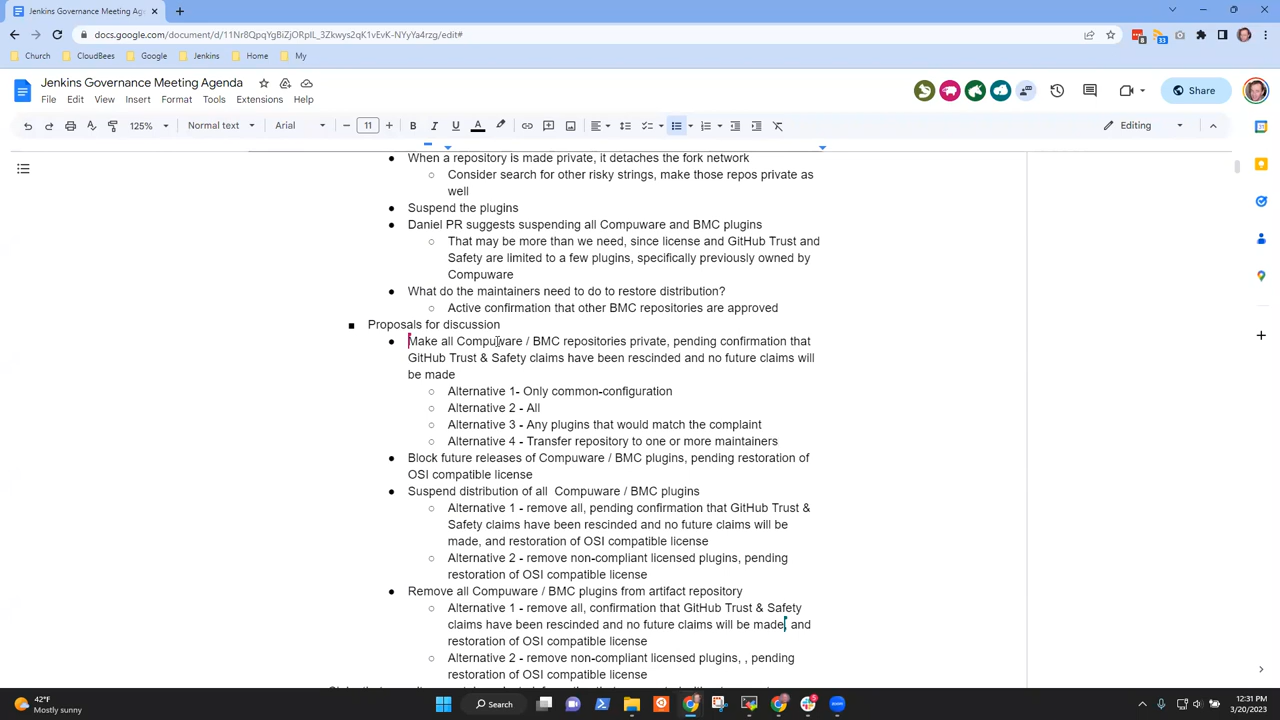 Jenkins Governance Meeting Age
docs.google.com/document/d/11Nr8QpqYgBiZjORpIL_3Zkwys2qK1vEvK-NYyYa4rzg/edit#
Church CloudBees Google Jenkins Home My
Jenkins Governance Meeting Agenda
File Edit View Insert Format Tools Extensions Help
Share
125% Normal text Arial 11 Editing
When a repository is made private, it detaches the fork network
Consider search for other risky strings, make those repos private as
well
Suspend the plugins
Daniel PR suggests suspending all Compuware and BMC plugins
That may be more than we need, since license and GitHub Trust and
Safety are limited to a few plugins, specifically previously owned by
Compuware
What do the maintainers need to do to restore distribution?
Active confirmation that other BMC repositories are approved
Proposals for discussion
Make all Compuware / BMC repositories private, pending confirmation that
GitHub Trust & Safety claims have been rescinded and no future claims will
be made
Alternative 1- Only common-configuration
Alternative 2 - All
Alternative 3 - Any plugins that would match the complaint
Alternative 4 - Transfer repository to one or more maintainers
Block future releases of Compuware / BMC plugins, pending restoration of
OSI compatible license
Suspend distribution of all Compuware / BMC plugins
Alternative 1 - remove all, pending confirmation that GitHub Trust &
Safety claims have been rescinded and no future claims will be
made, and restoration of OSI compatible license
Alternative 2 - remove non-compliant licensed plugins, pending
restoration of OSI compatible license
Remove all Compuware / BMC plugins from artifact repository
Alternative 1 - remove all, confirmation that GitHub Trust & Safety
claims have been rescinded and no future claims will be made, and
restoration of OSI compatible license
Alternative 2 - remove non-compliant licensed plugins, , pending
restoration of OSI compatible license
42°F
Mostly sunny
Search
12:31 PM
3/20/2023